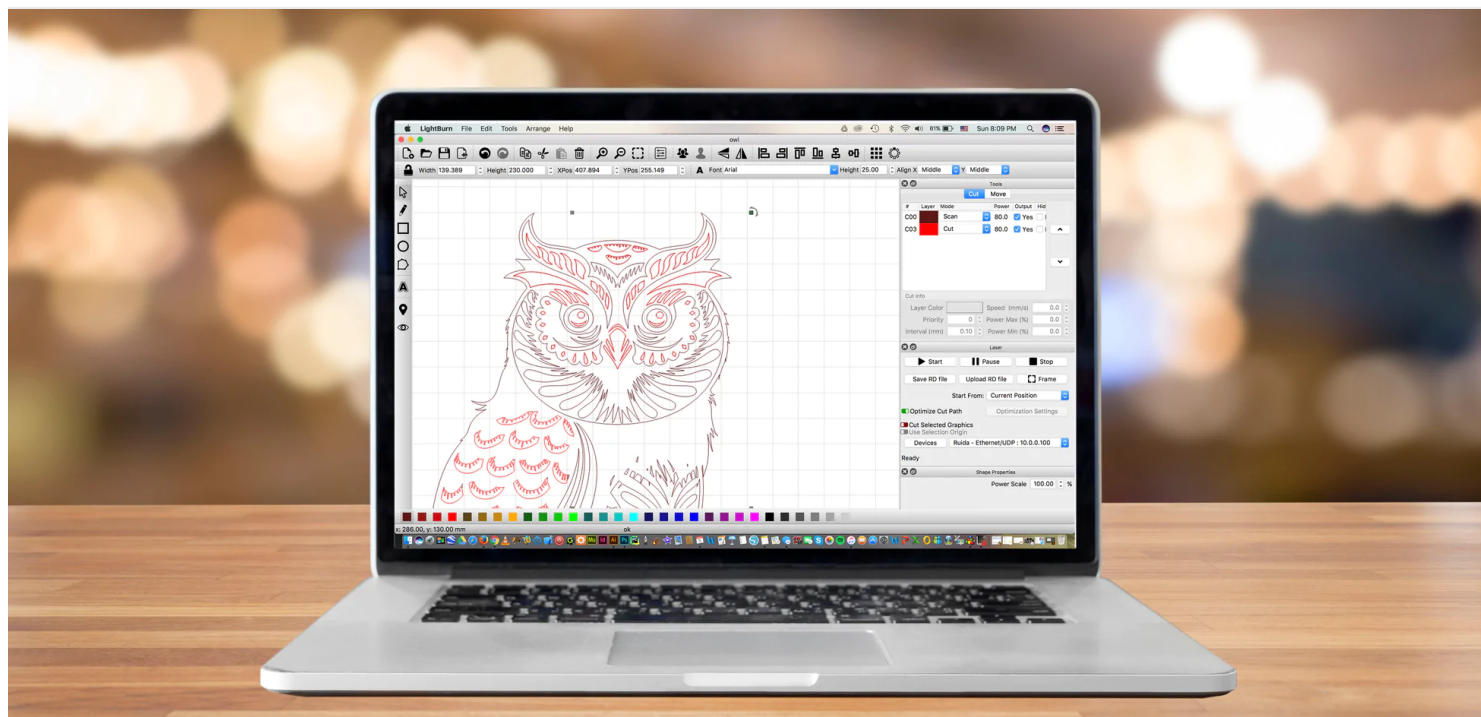 LightBurn File Edit Tools Arrange Help 81% Sun 8:09 PM
owl
Width 139.389 Height 230.000 XPos 407.894 YPos 255.149 A Font Arial Height 25.00 Align X Middle Y Middle
Tools
Cut Move
# Layer Mode Power Output Hid
C00 Scan 80.0 Yes
C03 Cut 80.0 Yes
A
Cut Info
Layer Color Speed (mm/s) 0.0
Priority 0 Power Max (%) 0.0
Interval (mm) 0.10 Power Min (%) 0.0
Laser
Start Pause Stop
Save RD file Upload RD file Frame
Start From: Current Position
Optimize Cut Path Optimization Settings
Cut Selected Graphics
Use Selection Origin
Devices Ruida - Ethernet/UDP : 10.0.0.100
Ready
Shape Properties
Power Scale 100.00 %
x: 286.00, y: 130.00 mm ok